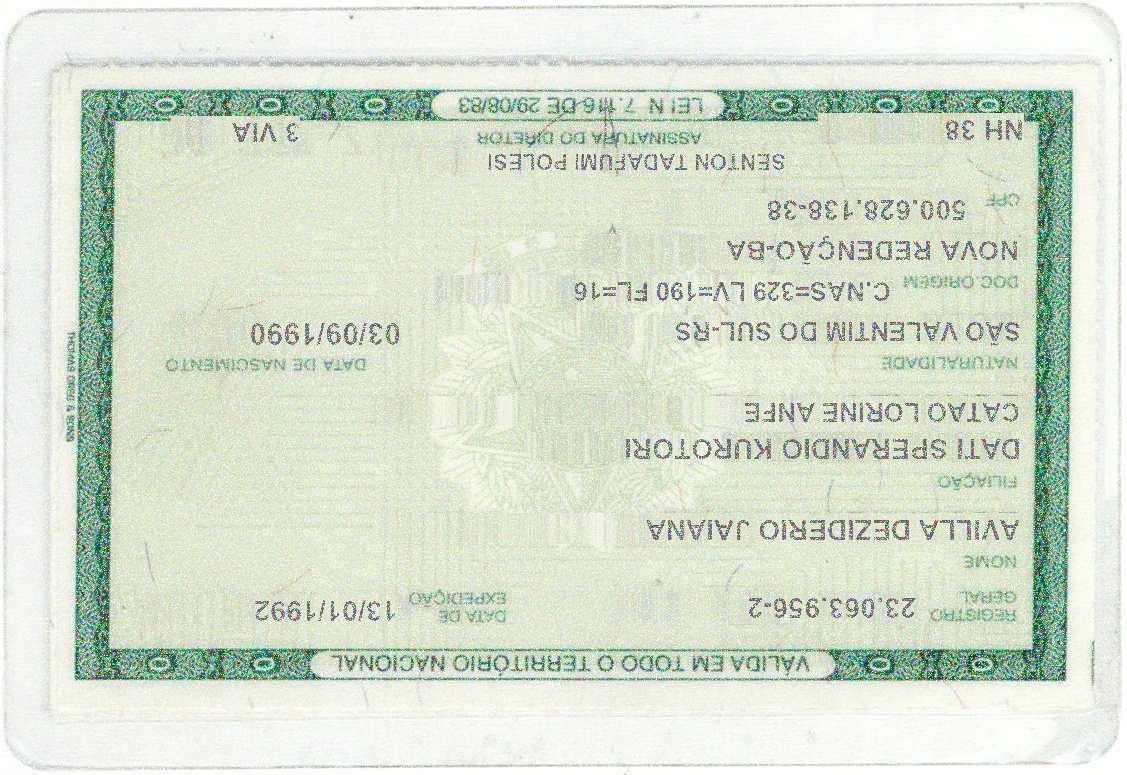 VÁLIDA EM TODO O TERRITÓRIO NACIONAL
REGISTRO GERAL 23.063.956-2 DATA DE EXPEDIÇÃO 13/01/1992
NOME
AVILLA DEZIDERIO JAIANA
FILIAÇÃO
DATI SPERANDIO KUROTORI
CATAO LORINE ANFE
NATURALIDADE DATA DE NASCIMENTO
SÃO VALENTIM DO SUL-RS 03/09/1990
DOC.ORIGEM C.NAS=329 LV=190 FL=16
NOVA REDENÇÃO-BA
CPF 500.628.138-38
SENTON TADAFUMI POLESI
NH 38 ASSINATURA DO DIRETOR 3 VIA
LEI N 7.116 DE 29/08/83
THOMAS GREG & SONS